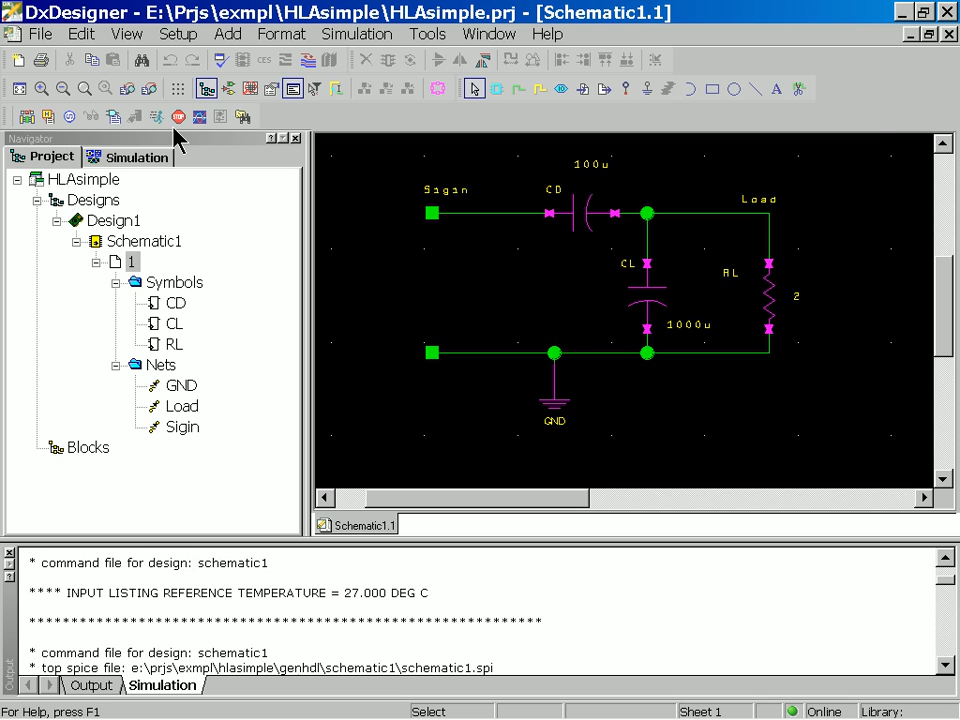 DxDesigner - E:\Prjs\exmpl\HLAsimple\HLAsimple.prj - [Schematic1.1]
File Edit View Setup Add Format Simulation Tools Window Help
CES
STOP
A
Navigator
Project Simulation
HLAsimple
Designs
Design1
Schematic1
1
Symbols
CD
CL
RL
Nets
GND
Load
Sigin
Blocks
100u
Sigin CD
Load
CL
RL
2
1000u
GND
Schematic1.1
* command file for design: schematic1
**** INPUT LISTING REFERENCE TEMPERATURE = 27.000 DEG C
*************************************************************
* command file for design: schematic1
* top spice file: e:\prjs\exmpl\hlasimple\genhdl\schematic1\schematic1.spi
Output
Output Simulation
For Help, press F1 Select Sheet 1 Online Library: